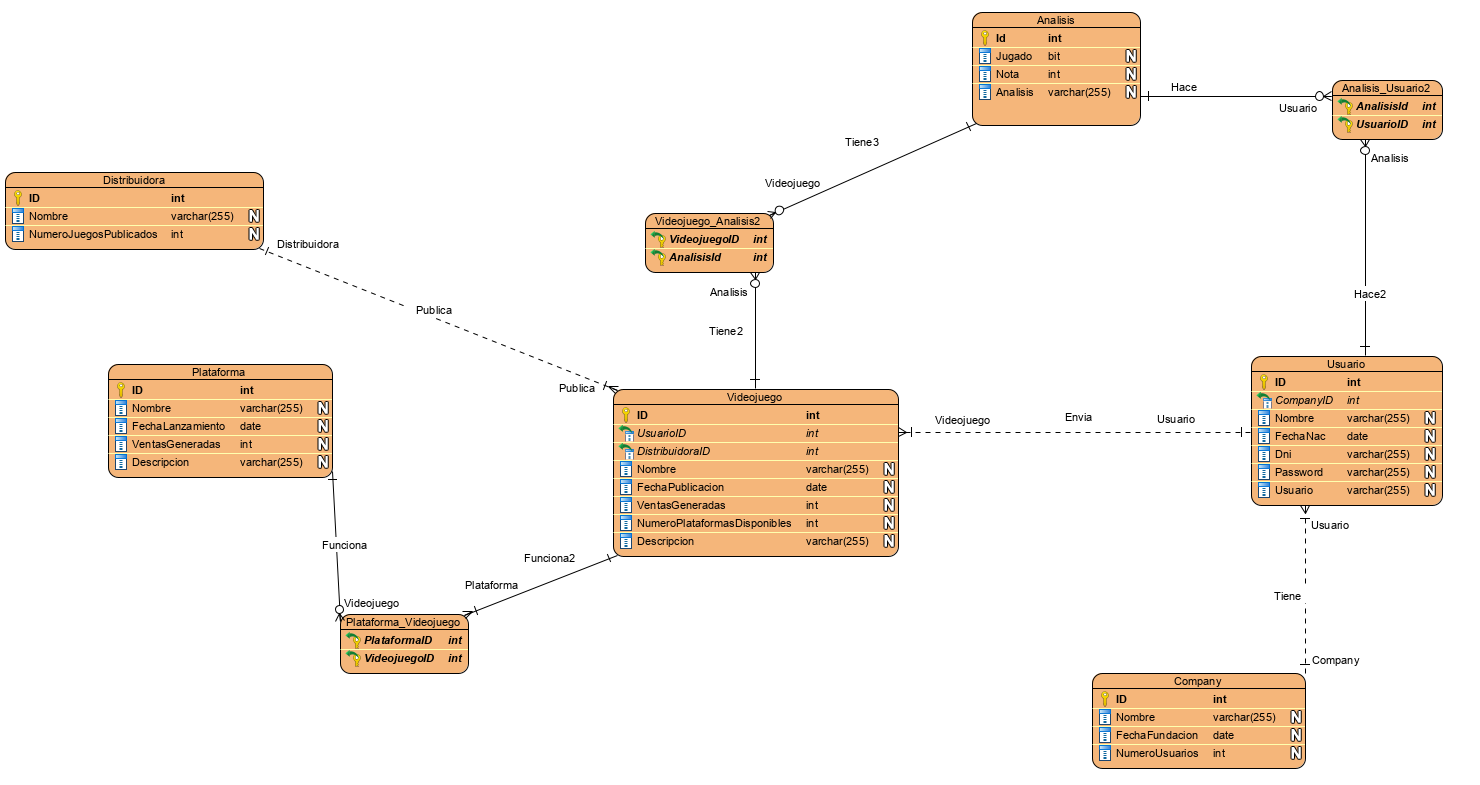 Analisis
Id int
Jugado bit N
Nota int N
Analisis varchar(255) N
Hace
Usuario
Analisis_Usuario2
AnalisisId int
UsuarioID int
Analisis
Tiene3
Videojuego
Distribuidora
ID int
Nombre varchar(255) N
NumeroJuegosPublicados int N
Distribuidora
Publica
Publica
Videojuego_Analisis2
VideojuegoID int
AnalisisId int
Analisis
Tiene2
Hace2
Plataforma
ID int
Nombre varchar(255) N
FechaLanzamiento date N
VentasGeneradas int N
Descripcion varchar(255) N
Videojuego
ID int
UsuarioID int
DistribuidoraID int
Nombre varchar(255) N
FechaPublicacion date N
VentasGeneradas int N
NumeroPlataformasDisponibles int N
Descripcion varchar(255) N
Videojuego
Envia
Usuario
Usuario
ID int
CompanyID int
Nombre varchar(255) N
FechaNac date N
Dni varchar(255) N
Password varchar(255) N
Usuario varchar(255) N
Usuario
Funciona
Funciona2
Plataforma
Videojuego
Plataforma_Videojuego
PlataformaID int
VideojuegoID int
Tiene
Company
Company
ID int
Nombre varchar(255) N
FechaFundacion date N
NumeroUsuarios int N